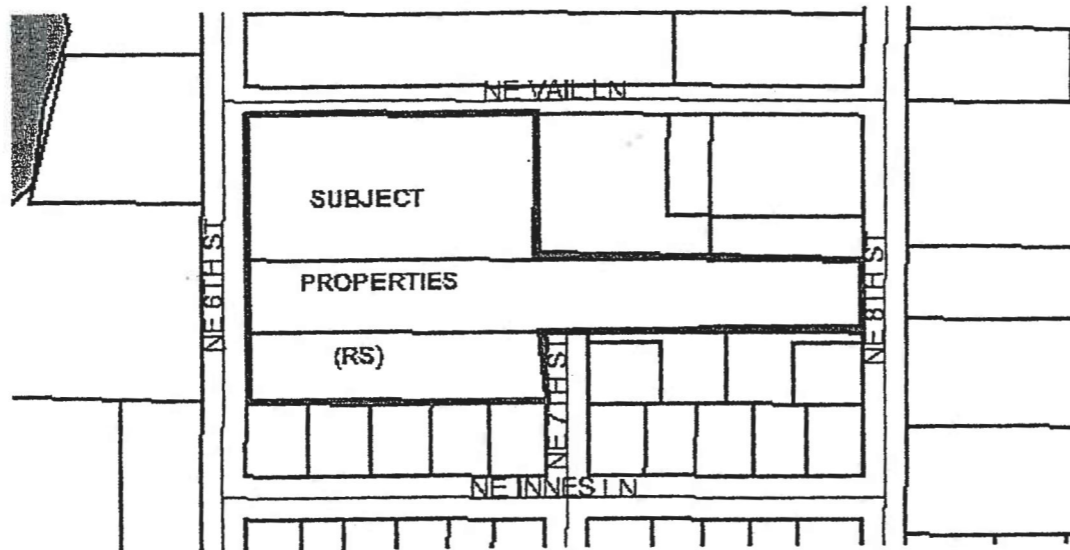 NE VAIL LN
SUBJECT
NE 6TH ST
PROPERTIES
NE 8TH ST
(RS)
NE 7TH ST
NE INNES LN